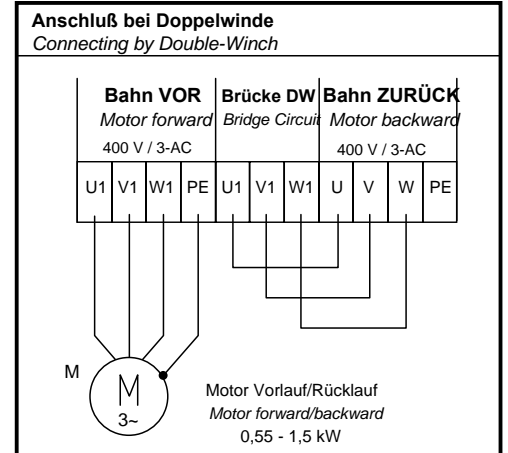 Anschluß bei Doppelwinde
Connecting by Double-Winch
Bahn VOR
Motor forward
400 V / 3-AC
Brücke DW
Bridge Circuit
Bahn ZURÜCK
Motor backward
400 V / 3-AC
U1 V1 W1 PE U1 V1 W1 U V W PE
M
M
3~
Motor Vorlauf/Rücklauf
Motor forward/backward
0,55 - 1,5 kW